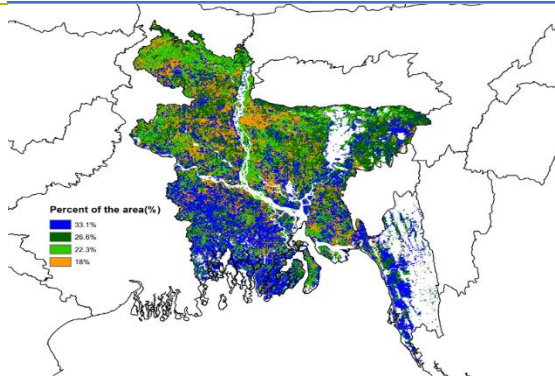 Percent of the area(%)
33.1%
26.6%
22.3%
18%